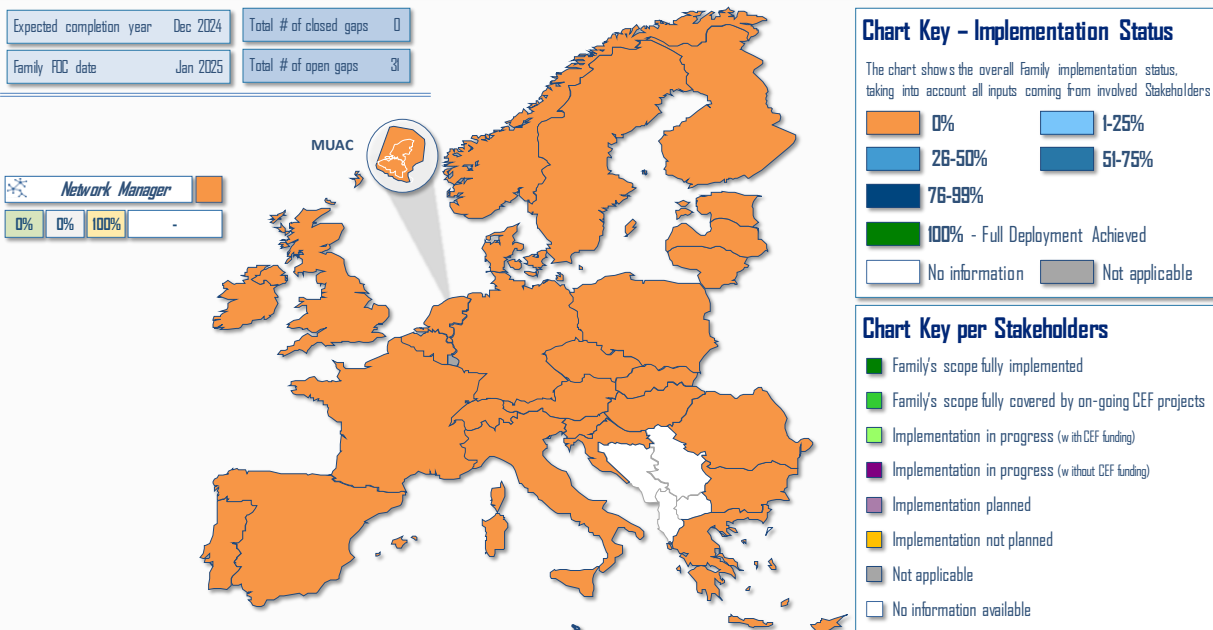 Expected completion year Dec 2024
Total # of closed gaps 0
Family FOC date Jan 2025
Total # of open gaps 31
MUAC
Network Manager
0% 0% 100% -
Chart Key – Implementation Status
The chart shows the overall Family implementation status,
taking into account all inputs coming from involved Stakeholders
0% 1-25%
26-50% 51-75%
76-99%
100% - Full Deployment Achieved
No information Not applicable
Chart Key per Stakeholders
Family's scope fully implemented
Family's scope fully covered by on-going CEF projects
Implementation in progress (with CEF funding)
Implementation in progress (without CEF funding)
Implementation planned
Implementation not planned
Not applicable
No information available